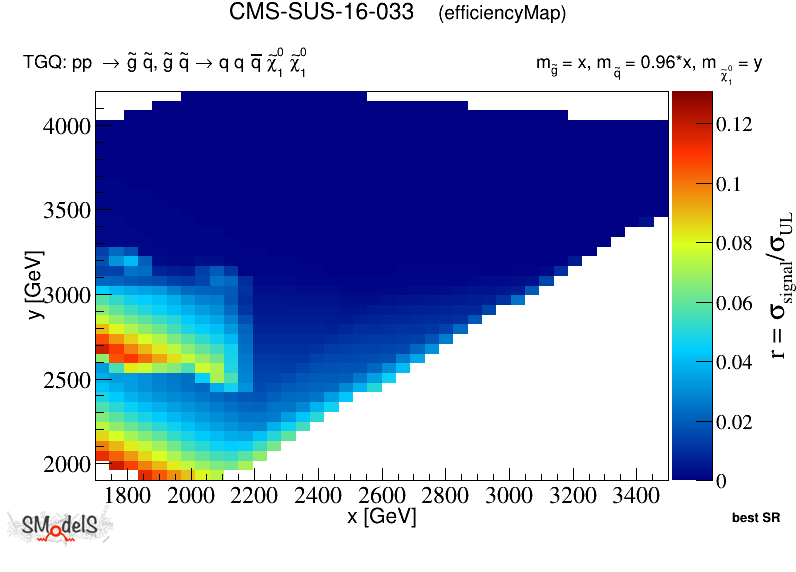 CMS-SUS-16-033 (efficiencyMap)
TGQ: pp → g̃ q̃, g̃ q̃ → q q q̅ χ̃₁⁰ χ̃₁⁰
m_g̃ = x, m_q̃ = 0.96*x, m_χ̃₁⁰ = y
4000
3500
3000
2500
2000
y [GeV]
1800 2000 2200 2400 2600 2800 3000 3200 3400
x [GeV]
0.12
0.1
0.08
0.06
0.04
0.02
0
r = σ_signal/σ_UL
SModelS
best SR